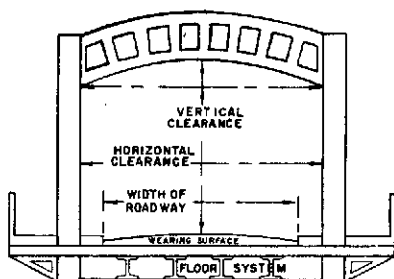 VERTICAL
CLEARANCE
HORIZONTAL
CLEARANCE
WIDTH OF
ROADWAY
WEARING SURFACE
FLOOR SYSTEM